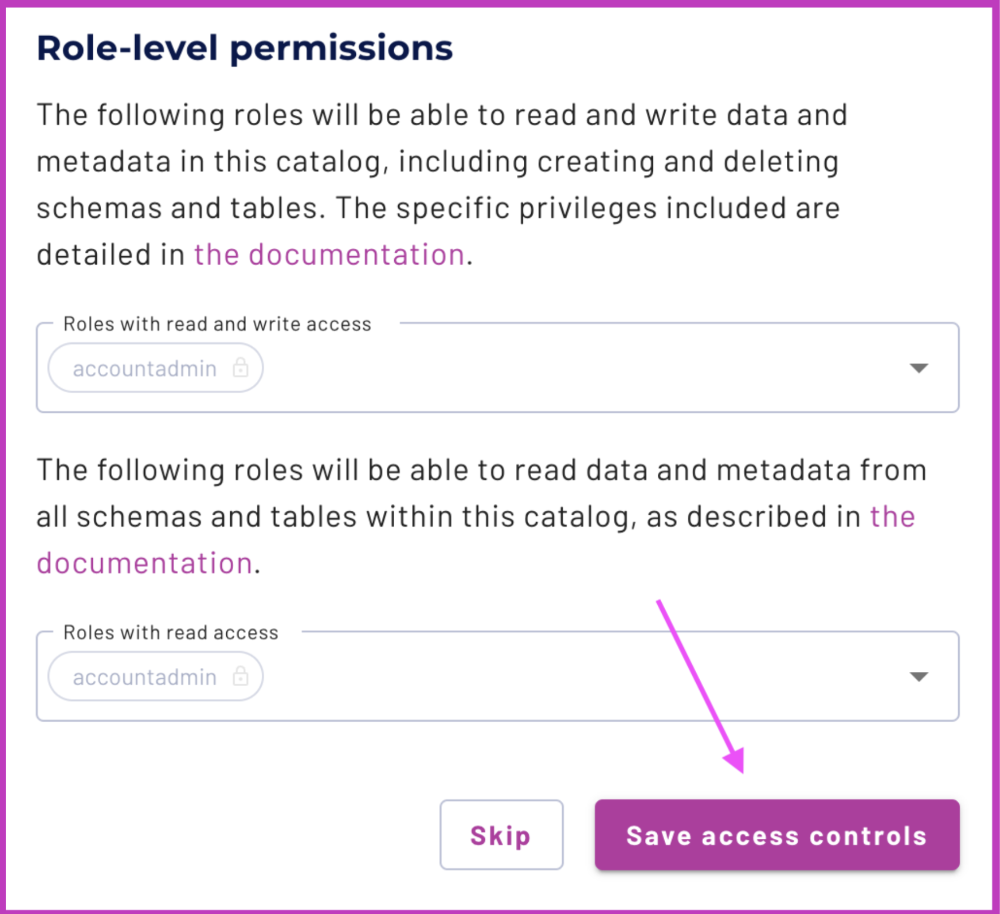 Role-level permissions
The following roles will be able to read and write data and
metadata in this catalog, including creating and deleting
schemas and tables. The specific privileges included are
detailed in the documentation.
Roles with read and write access
accountadmin
The following roles will be able to read data and metadata from
all schemas and tables within this catalog, as described in the
documentation.
Roles with read access
accountadmin
Skip
Save access controls